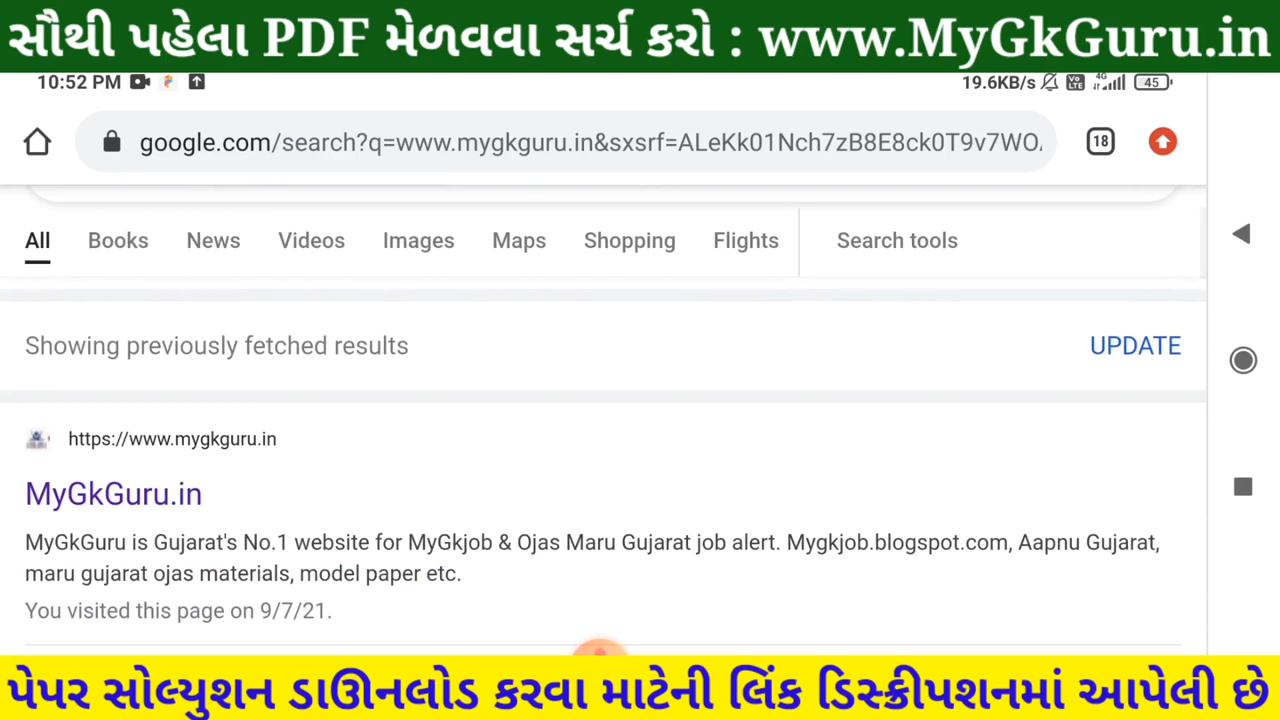 સૌથી પહેલા PDF મેળવવા સર્ચ કરો : www.MyGkGuru.in
10:52 PM 19.6KB/s Vo LTE 4G 45
google.com/search?q=www.mygkguru.in&sxsrf=ALeKk01Nch7zB8E8ck0T9v7WO 18
All Books News Videos Images Maps Shopping Flights Search tools
Showing previously fetched results UPDATE
https://www.mygkguru.in
MyGkGuru.in
MyGkGuru is Gujarat's No.1 website for MyGkjob & Ojas Maru Gujarat job alert. Mygkjob.blogspot.com, Aapnu Gujarat,
maru gujarat ojas materials, model paper etc.
You visited this page on 9/7/21.
પેપર સોલ્યુશન ડાઊનલોડ કરવા માટેની લિંક ડિસ્ક્રીપશનમાં આપેલી છે